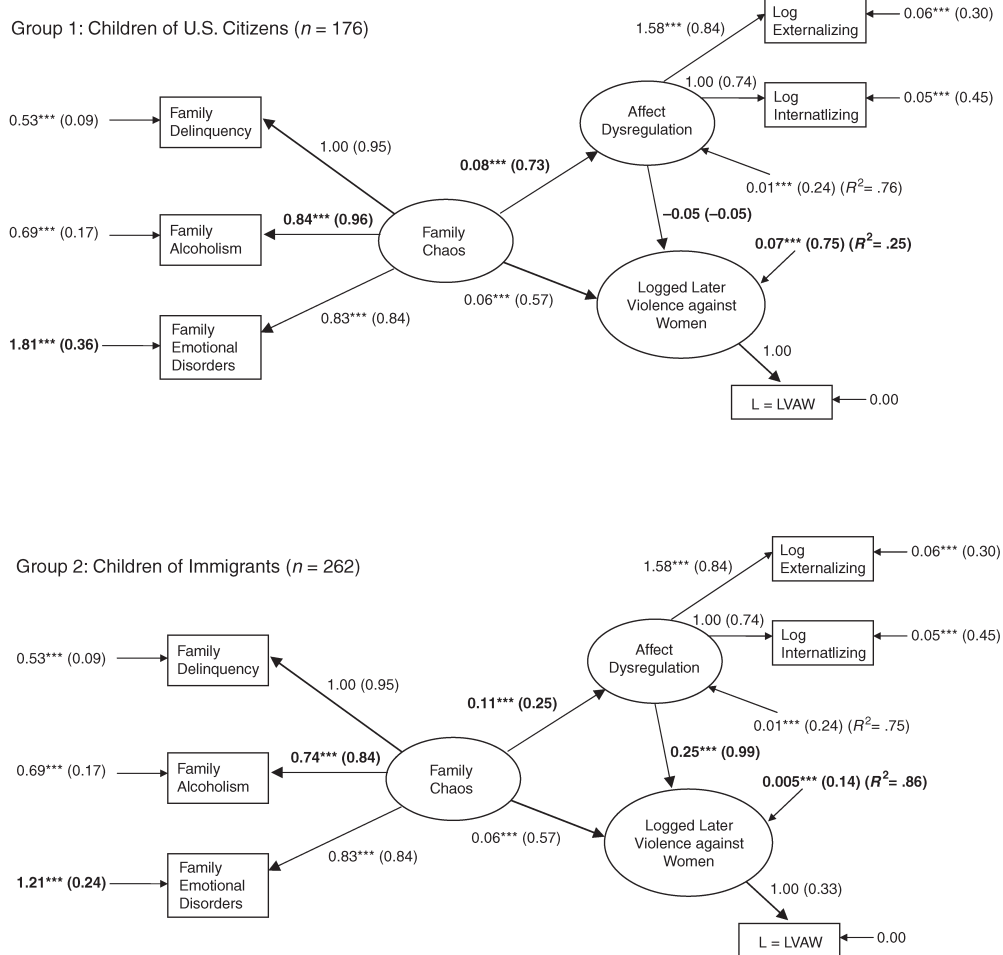 Group 1: Children of U.S. Citizens (n = 176)
1.58*** (0.84)
Log
Externalizing
0.06*** (0.30)
1.00 (0.74)
Log
Internatlizing
0.05*** (0.45)
Affect
Dysregulation
0.01*** (0.24) (R²= .76)
0.53*** (0.09)
Family
Delinquency
1.00 (0.95)
0.08*** (0.73)
0.69*** (0.17)
Family
Alcoholism
0.84*** (0.96)
Family
Chaos
–0.05 (–0.05)
0.07*** (0.75) (R²= .25)
0.06*** (0.57)
Logged Later
Violence against
Women
1.81*** (0.36)
Family
Emotional
Disorders
0.83*** (0.84)
1.00
L = LVAW
0.00
Group 2: Children of Immigrants (n = 262)
1.58*** (0.84)
Log
Externalizing
0.06*** (0.30)
1.00 (0.74)
Log
Internatlizing
0.05*** (0.45)
Affect
Dysregulation
0.01*** (0.24) (R²= .75)
0.53*** (0.09)
Family
Delinquency
1.00 (0.95)
0.11*** (0.25)
0.69*** (0.17)
Family
Alcoholism
0.74*** (0.84)
Family
Chaos
0.25*** (0.99)
0.005*** (0.14) (R²= .86)
0.06*** (0.57)
Logged Later
Violence against
Women
1.21*** (0.24)
Family
Emotional
Disorders
0.83*** (0.84)
1.00 (0.33)
L = LVAW
0.00